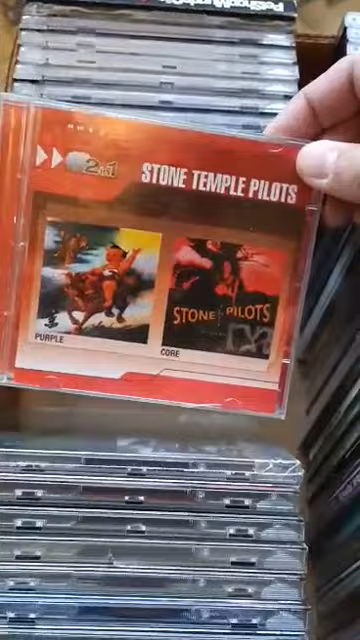 2in1
STONE TEMPLE PILOTS
STONE PILOTS
PURPLE
CORE